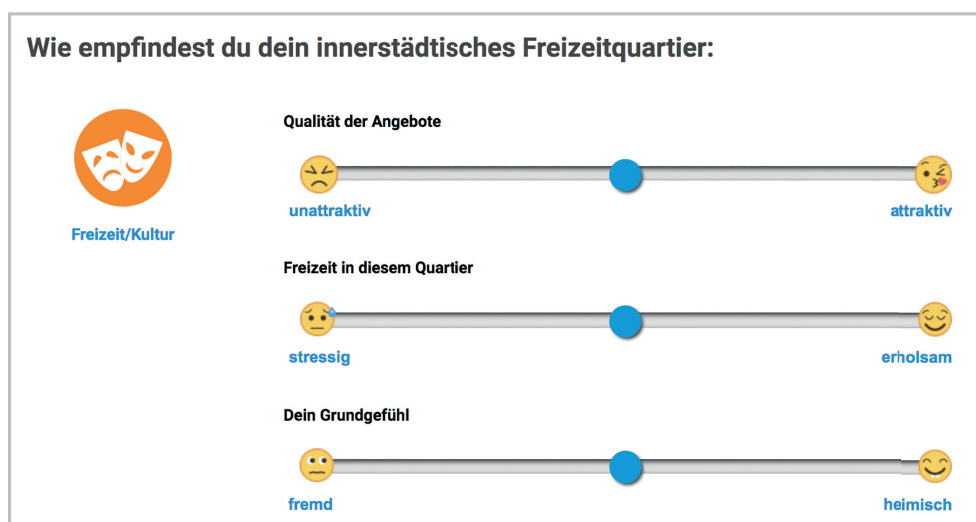 Wie empfindest du dein innerstädtisches Freizeitquartier:
Freizeit/Kultur
Qualität der Angebote
unattraktiv
attraktiv
Freizeit in diesem Quartier
stressig
erholsam
Dein Grundgefühl
fremd
heimisch